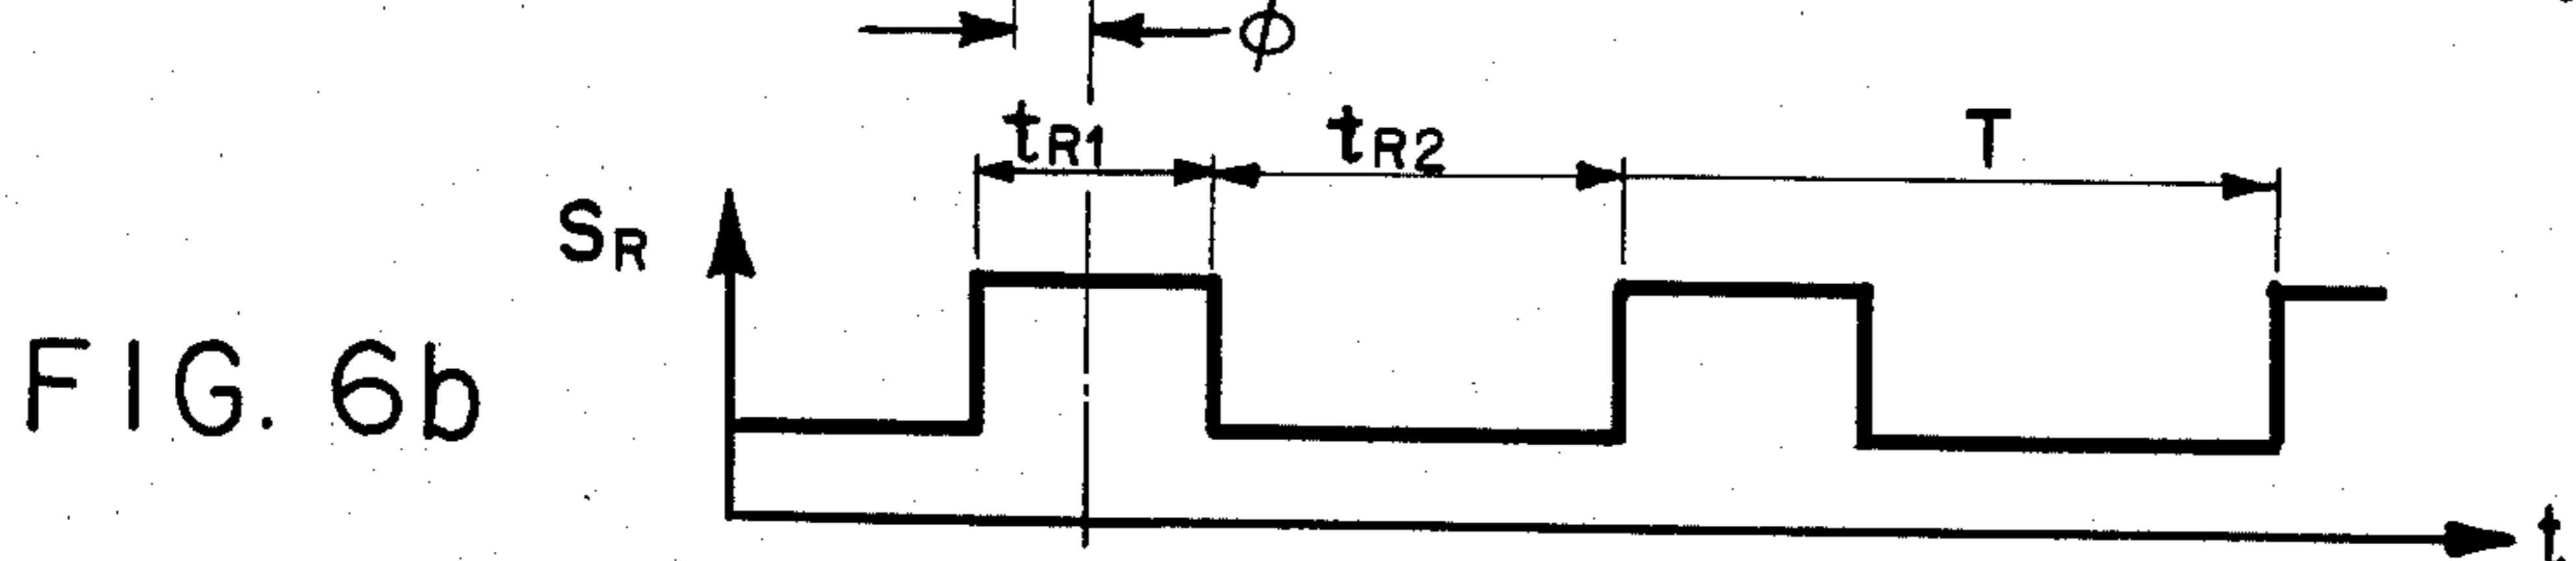 ϕ
tR1 tR2 T
SR
FIG. 6b
t